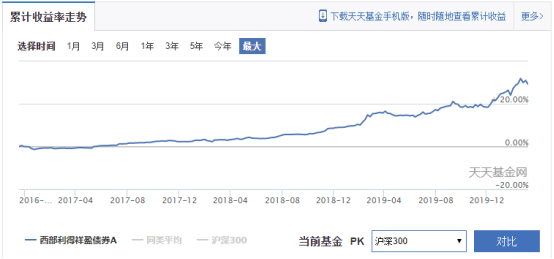 累计收益率走势
下载天天基金手机版，随时随地查看累计收益
更多>
选择时间 1月 3月 6月 1年 3年 5年 今年 最大
20.00%
0.00%
天天基金网
-20.00%
2016-... 2017-04 2017-08 2017-12 2018-04 2018-08 2018-12 2019-04 2019-08 2019-12
西部利得祥盈债券A 同类平均 沪深300
当前基金 PK 沪深300 对比